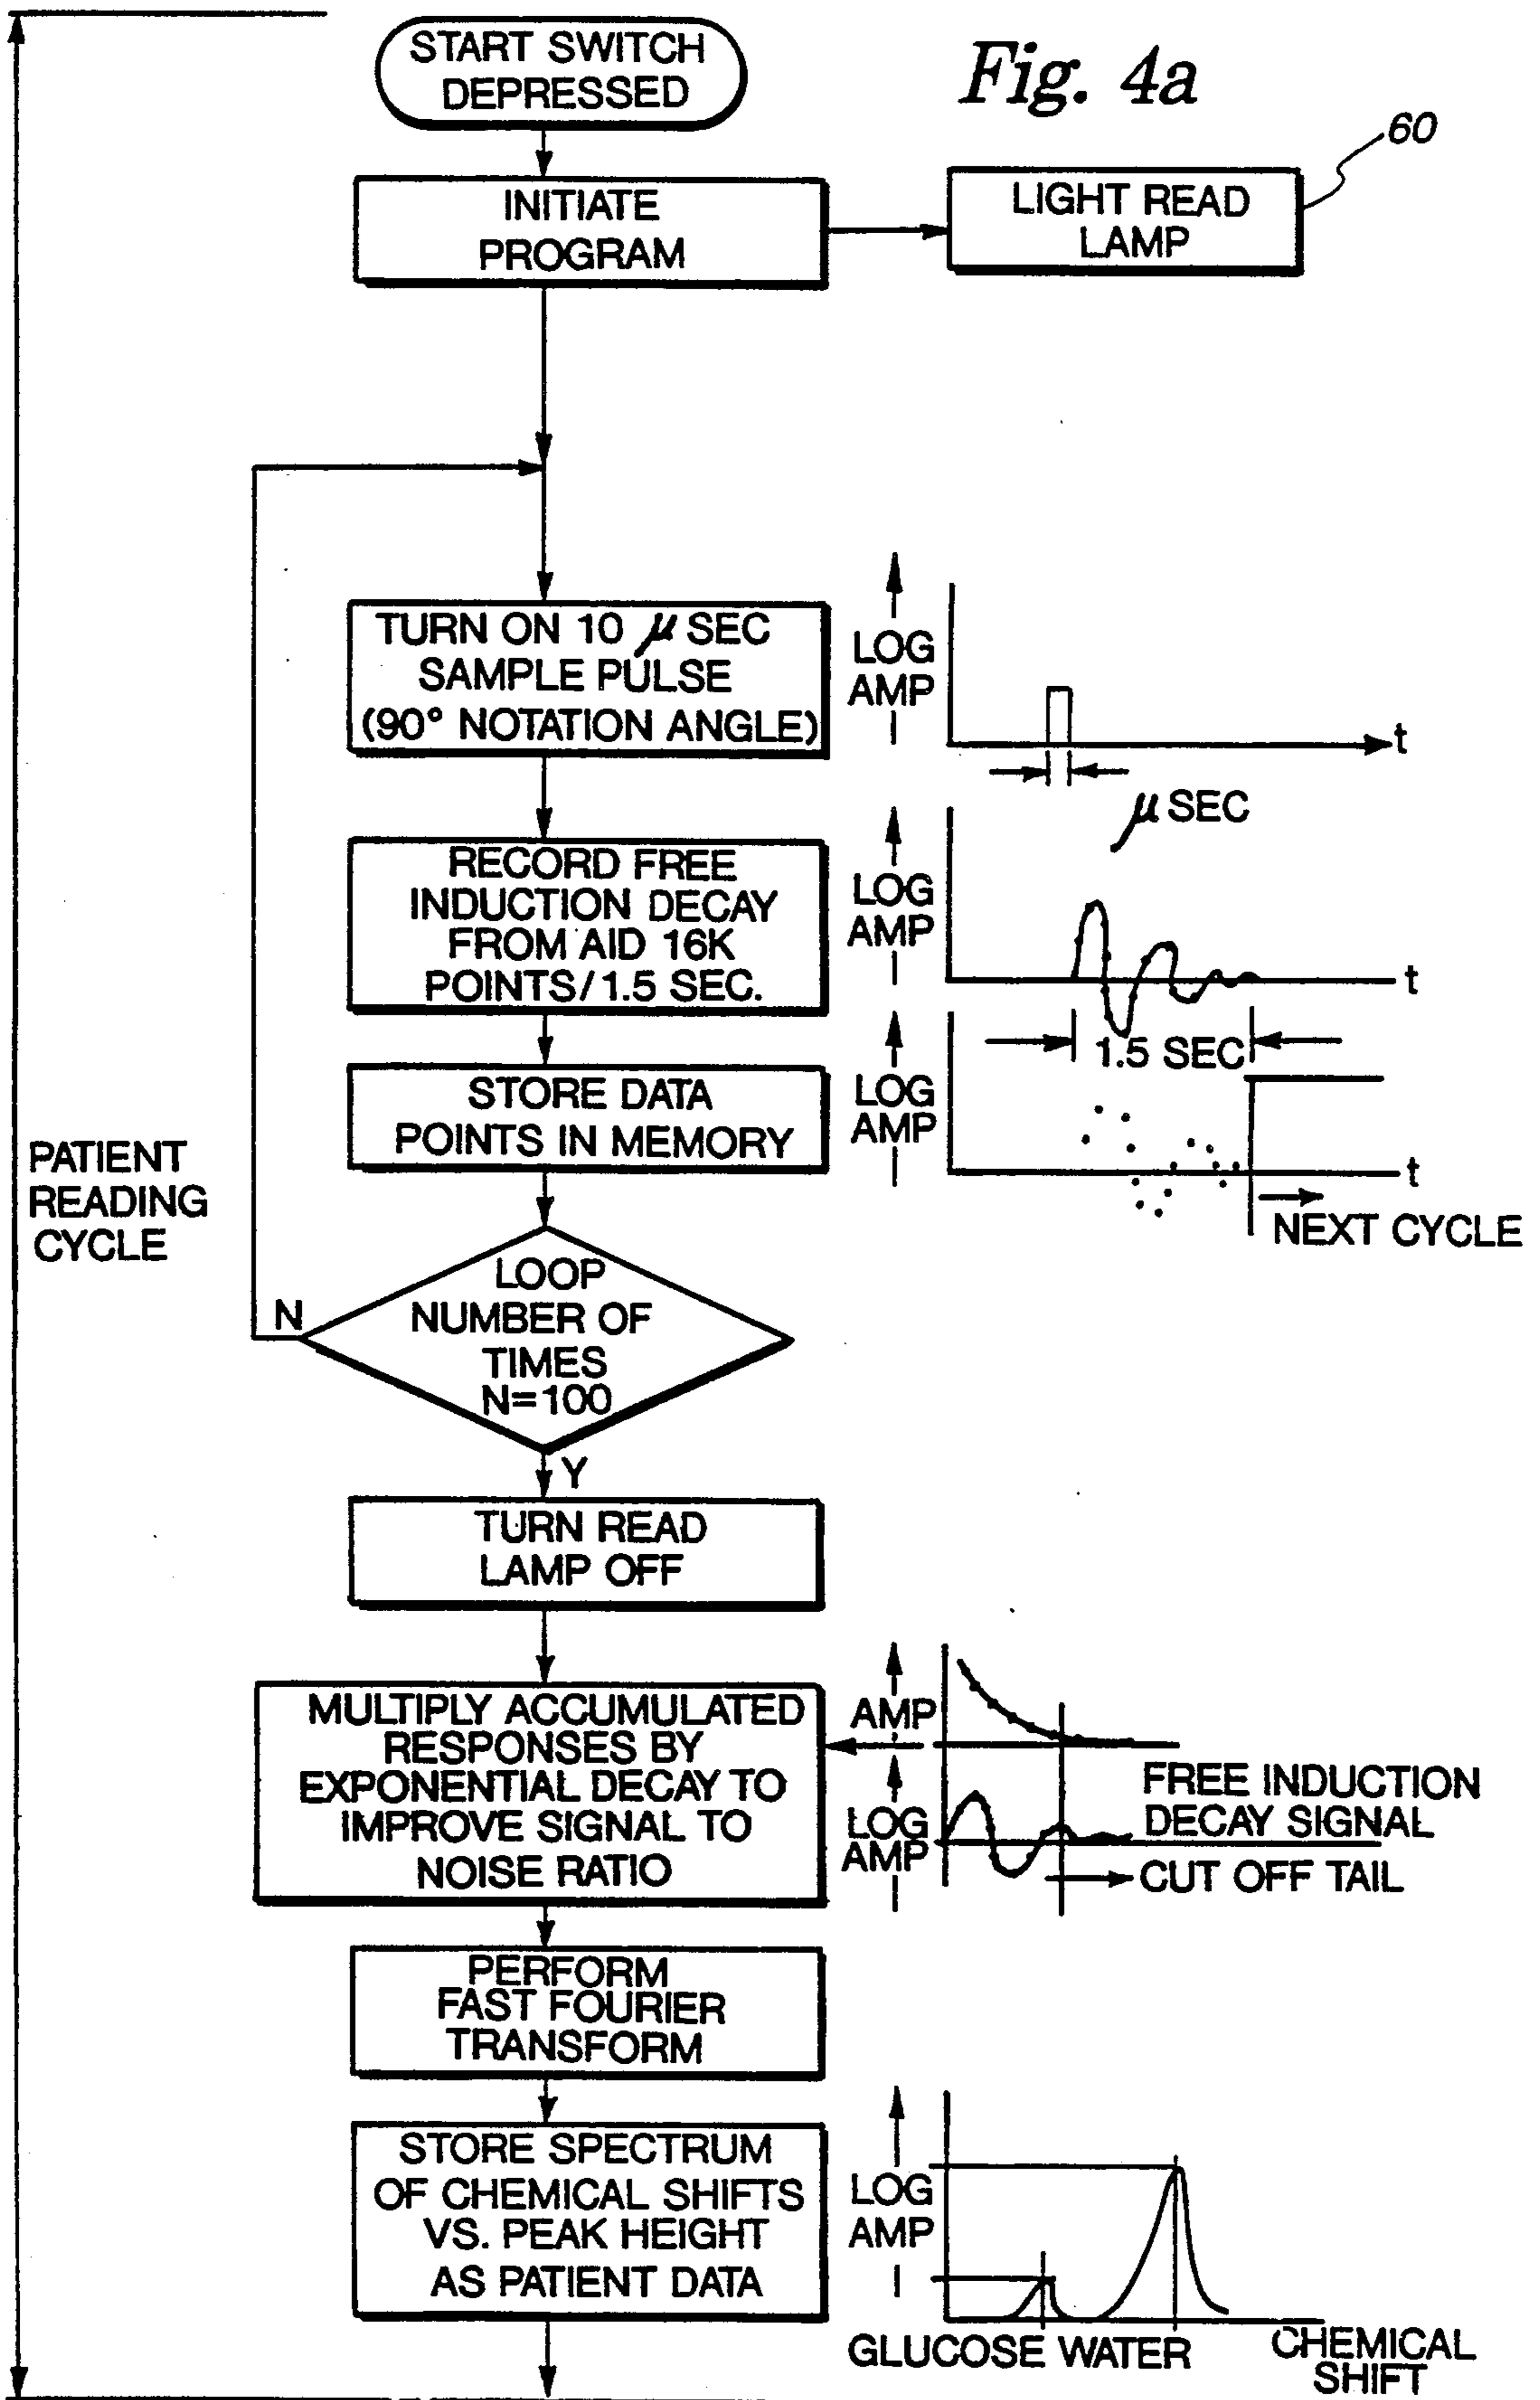 START SWITCH
DEPRESSED
Fig. 4a
60
INITIATE
PROGRAM
LIGHT READ
LAMP
TURN ON 10 μ SEC
SAMPLE PULSE
(90° NOTATION ANGLE)
LOG
AMP
t
μ SEC
RECORD FREE
INDUCTION DECAY
FROM AID 16K
POINTS/1.5 SEC.
LOG
AMP
t
1.5 SEC
STORE DATA
POINTS IN MEMORY
LOG
AMP
t
NEXT CYCLE
PATIENT
READING
CYCLE
LOOP
NUMBER OF
TIMES
N=100
N
Y
TURN READ
LAMP OFF
MULTIPLY ACCUMULATED
RESPONSES BY
EXPONENTIAL DECAY TO
IMPROVE SIGNAL TO
NOISE RATIO
AMP
LOG
AMP
FREE INDUCTION
DECAY SIGNAL
CUT OFF TAIL
PERFORM
FAST FOURIER
TRANSFORM
STORE SPECTRUM
OF CHEMICAL SHIFTS
VS. PEAK HEIGHT
AS PATIENT DATA
LOG
AMP
GLUCOSE WATER
CHEMICAL
SHIFT